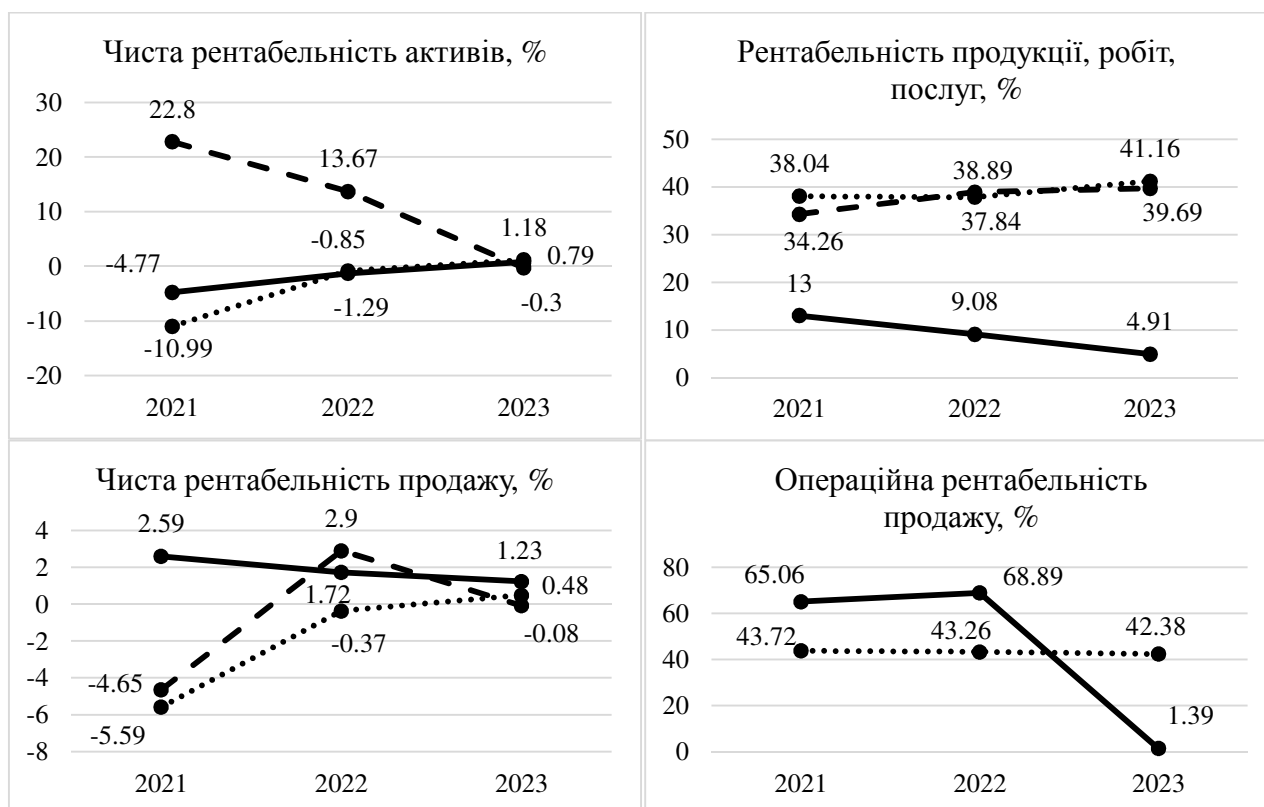 Чиста рентабельність активів, %
30
22.8
20
13.67
10
1.18
-0.85
0.79
0
-4.77
-1.29
-0.3
-10
-10.99
-20
2021 2022 2023
Рентабельність продукції, робіт,
послуг, %
50
38.04 38.89 41.16
40
34.26 37.84 39.69
30
20
13 9.08 4.91
10
0
2021 2022 2023
Чиста рентабельність продажу, %
4
2.59 2.9 1.23
2
1.72 0.48
0
-0.37 -0.08
-2
-4
-4.65
-6
-5.59
-8
2021 2022 2023
Операційна рентабельність
продажу, %
80
65.06 68.89
60
43.72 43.26 42.38
40
20
1.39
0
2021 2022 2023